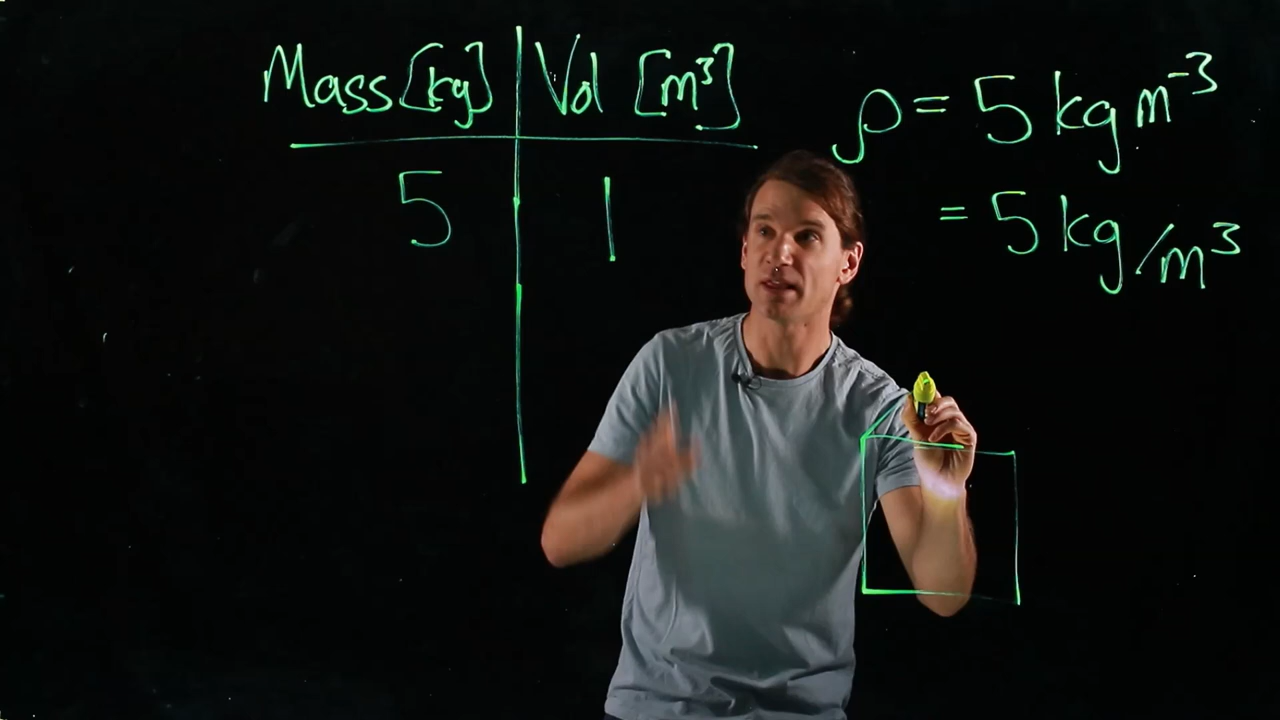 Mass [kg] Vol [m³]
5 1
ρ = 5 kg m⁻³
= 5 kg/m³